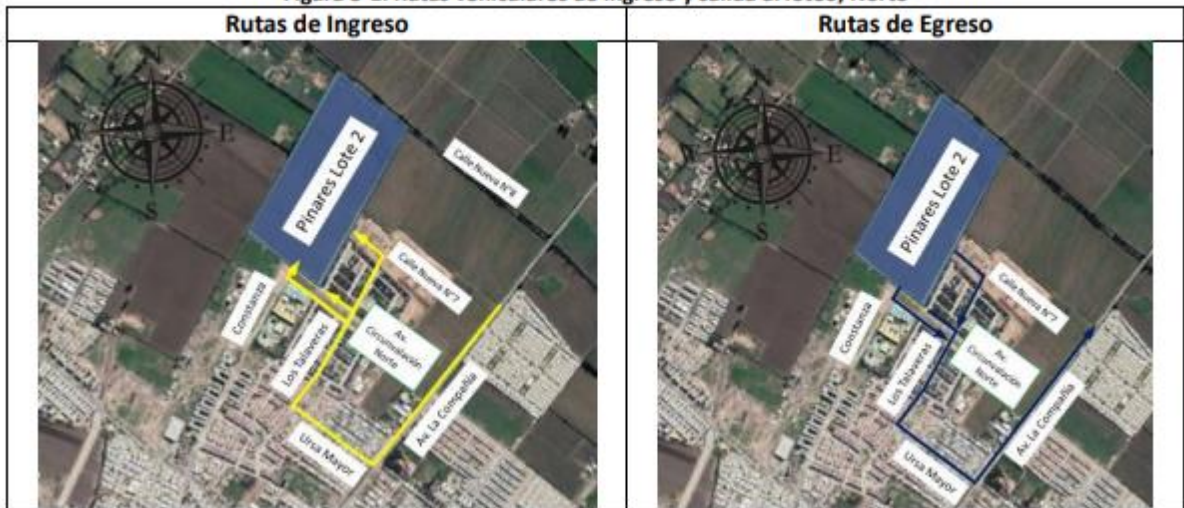 Rutas de Ingreso
Rutas de Egreso
N
E
S
Pinares Lote 2
Calle Nueva N°8
Calle Nueva N°7
Constanza
Los Talaveras
Av.
Circunvalación
Norte
Ursa Mayor
Av. La Compañía
N
E
S
Pinares Lote 2
Calle Nueva N°7
Constanza
Los Talaveras
Av.
Circunvalación
Norte
Ursa Mayor
Av. La Compañía